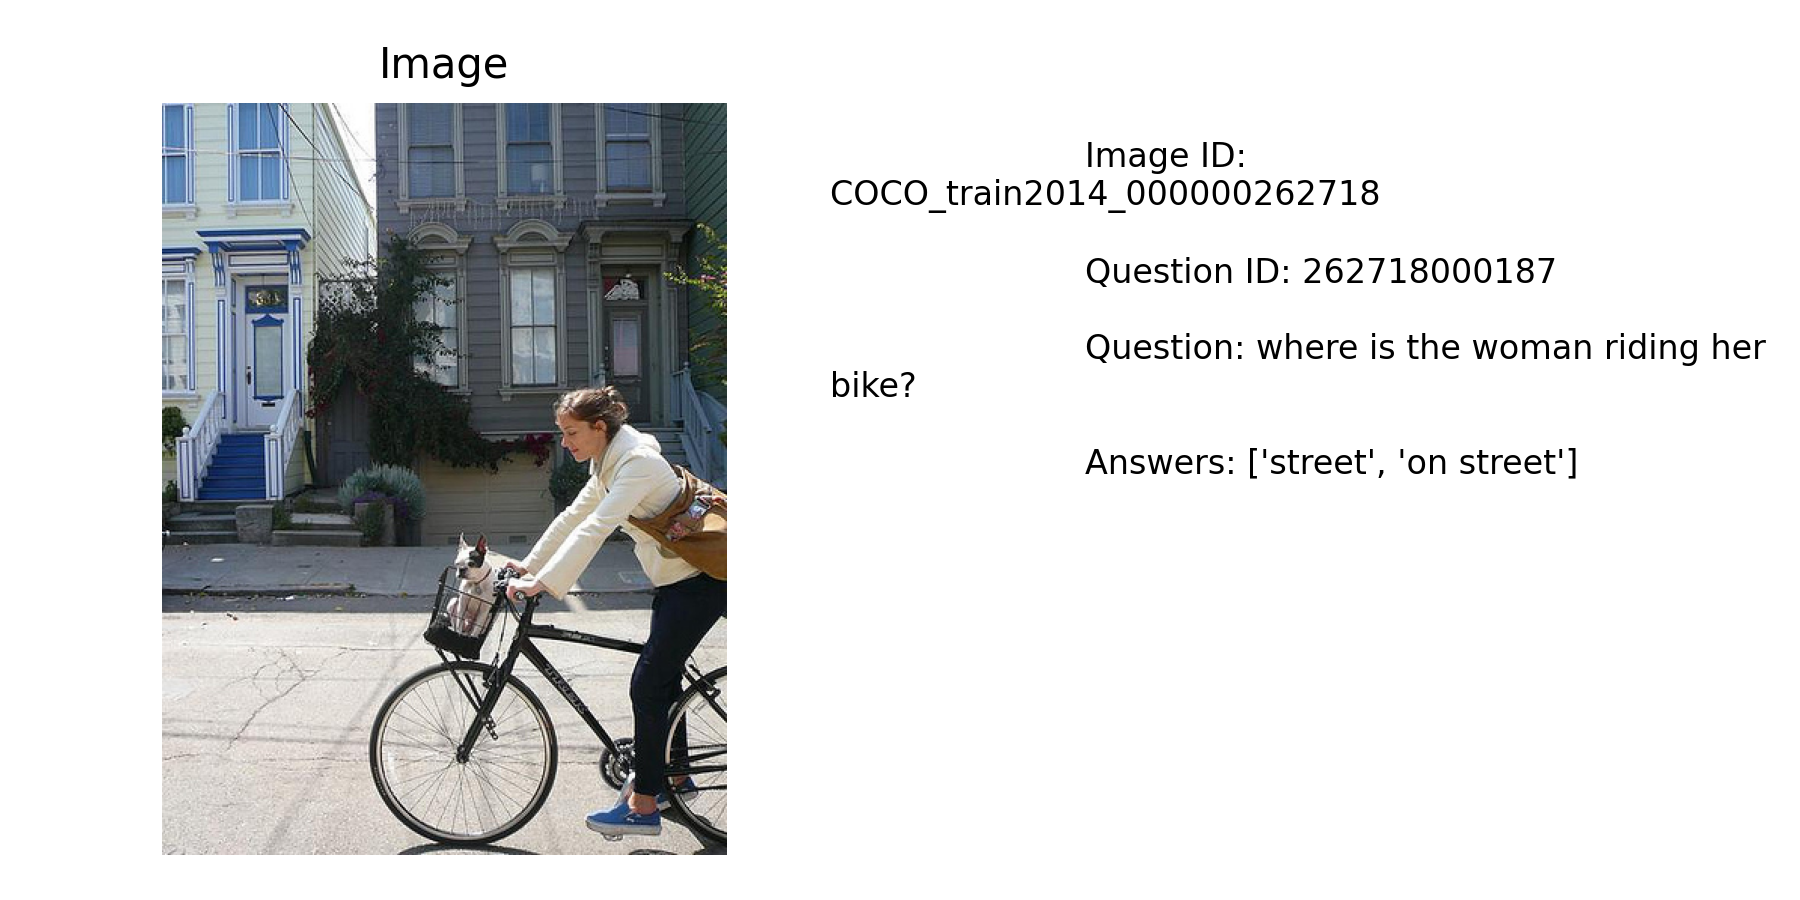 Image
Image ID:
COCO_train2014_000000262718
Question ID: 262718000187
Question: where is the woman riding her
bike?
Answers: ['street', 'on street']